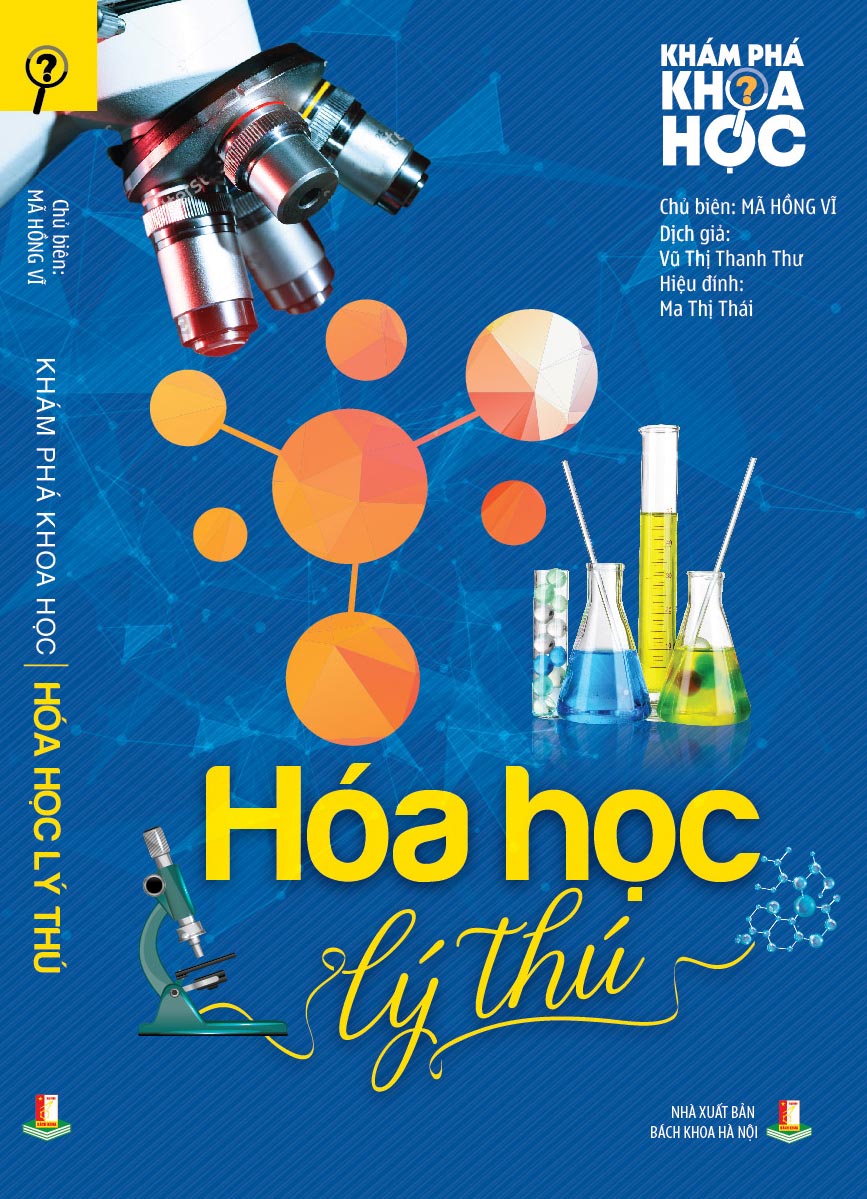 KHÁM PHÁ
KHOA
HỌC
Chủ biên: MÃ HỒNG VĨ
Dịch giả:
Vũ Thị Thanh Thư
Hiệu đính:
Ma Thị Thái
Chủ biên:
MÃ HỒNG VĨ
KHÁM PHÁ KHOA HỌC | HÓA HỌC LÝ THÚ
Hóa học
lý thú
NHÀ XUẤT BẢN
BÁCH KHOA HÀ NỘI